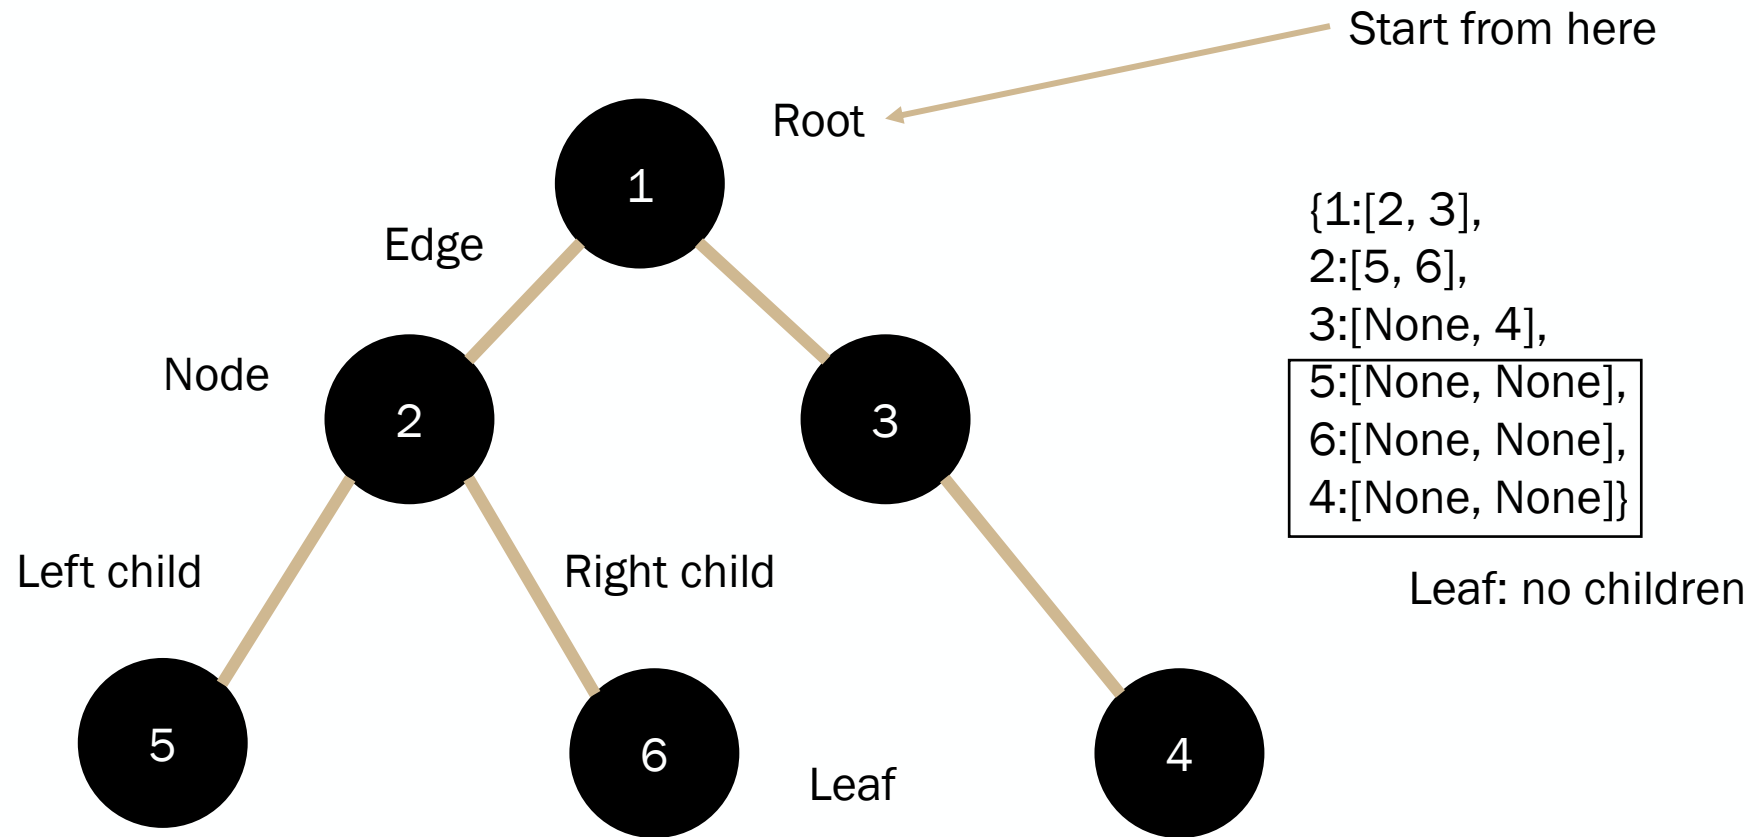 Start from here
Root
1
Edge
{1:[2, 3],
2:[5, 6],
3:[None, 4],
5:[None, None],
6:[None, None],
4:[None, None]}
Node
2
3
Left child
Right child
Leaf: no children
5
6
4
Leaf